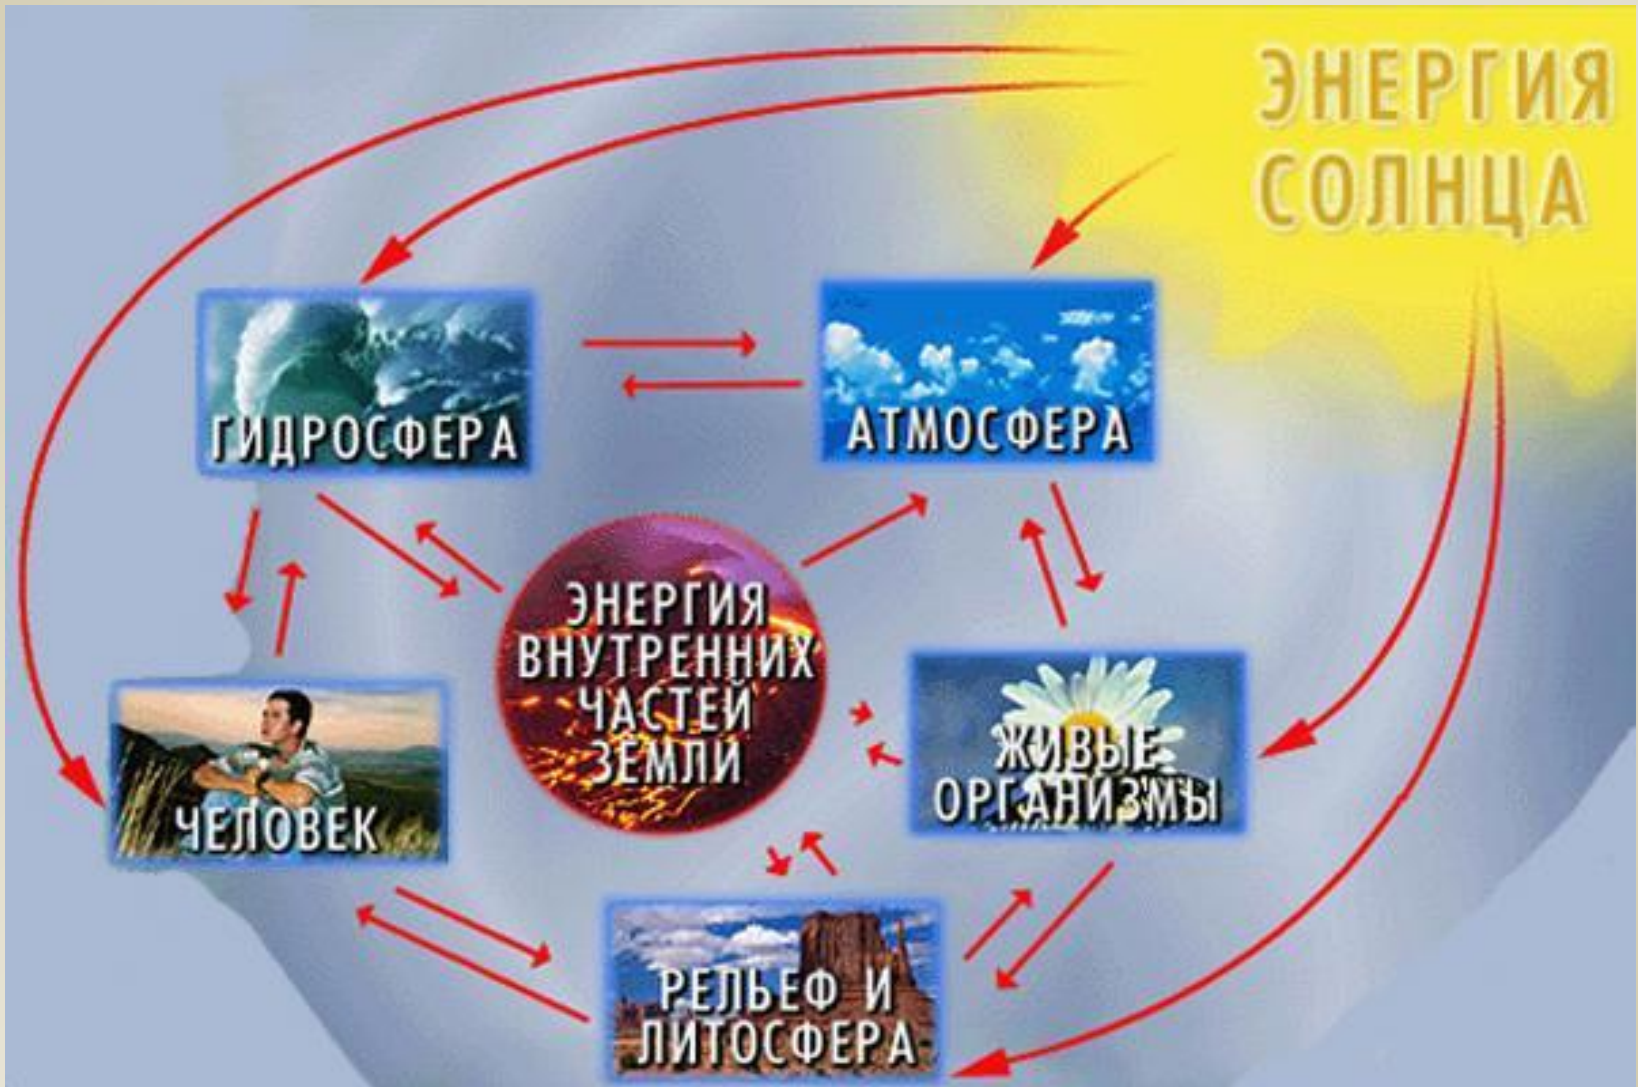 ЭНЕРГИЯ
СОЛНЦА
ГИДРОСФЕРА
АТМОСФЕРА
ЭНЕРГИЯ
ВНУТРЕННИХ
ЧАСТЕЙ
ЗЕМЛИ
ЖИВЫЕ
ОРГАНИЗМЫ
ЧЕЛОВЕК
РЕЛЬЕФ И
ЛИТОСФЕРА